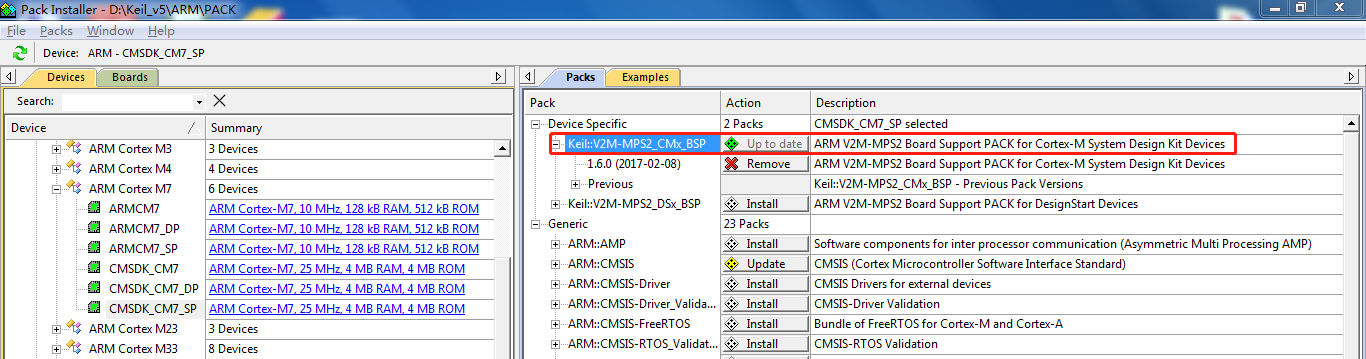 Pack Installer - D:\Keil_v5\ARM\PACK
File Packs Window Help
Device: ARM - CMSDK_CM7_SP
Devices Boards
Search:
Device Summary
ARM Cortex M3 3 Devices
ARM Cortex M4 4 Devices
ARM Cortex M7 6 Devices
ARMCM7 ARM Cortex-M7, 10 MHz, 128 kB RAM, 512 kB ROM
ARMCM7_DP ARM Cortex-M7, 10 MHz, 128 kB RAM, 512 kB ROM
ARMCM7_SP ARM Cortex-M7, 10 MHz, 128 kB RAM, 512 kB ROM
CMSDK_CM7 ARM Cortex-M7, 25 MHz, 4 MB RAM, 4 MB ROM
CMSDK_CM7_DP ARM Cortex-M7, 25 MHz, 4 MB RAM, 4 MB ROM
CMSDK_CM7_SP ARM Cortex-M7, 25 MHz, 4 MB RAM, 4 MB ROM
ARM Cortex M23 3 Devices
ARM Cortex M33 8 Devices
Packs Examples
Pack Action Description
Device Specific 2 Packs CMSDK_CM7_SP selected
Keil::V2M-MPS2_CMx_BSP Up to date ARM V2M-MPS2 Board Support PACK for Cortex-M System Design Kit Devices
1.6.0 (2017-02-08) Remove ARM V2M-MPS2 Board Support PACK for Cortex-M System Design Kit Devices
Previous Keil::V2M-MPS2_CMx_BSP - Previous Pack Versions
Keil::V2M-MPS2_DSx_BSP Install ARM V2M-MPS2 Board Support PACK for DesignStart Devices
Generic 23 Packs
ARM::AMP Install Software components for inter processor communication (Asymmetric Multi Processing AMP)
ARM::CMSIS Update CMSIS (Cortex Microcontroller Software Interface Standard)
ARM::CMSIS-Driver Install CMSIS Drivers for external devices
ARM::CMSIS-Driver_Valida... Install CMSIS-Driver Validation
ARM::CMSIS-FreeRTOS Install Bundle of FreeRTOS for Cortex-M and Cortex-A
ARM::CMSIS-RTOS_Validat... Install CMSIS-RTOS Validation